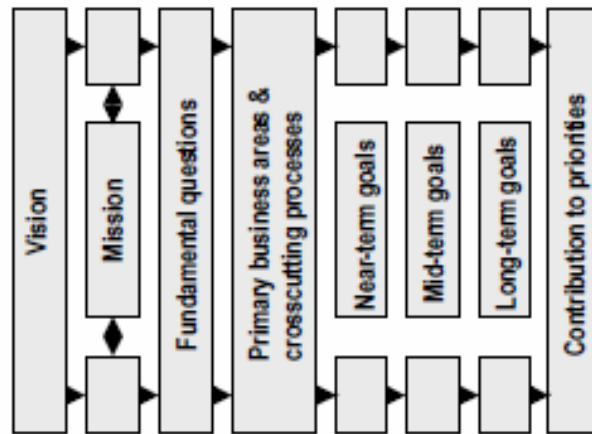 Vision
Mission
Fundamental questions
Primary business areas &
crosscutting processes
Near-term goals
Mid-term goals
Long-term goals
Contribution to priorities